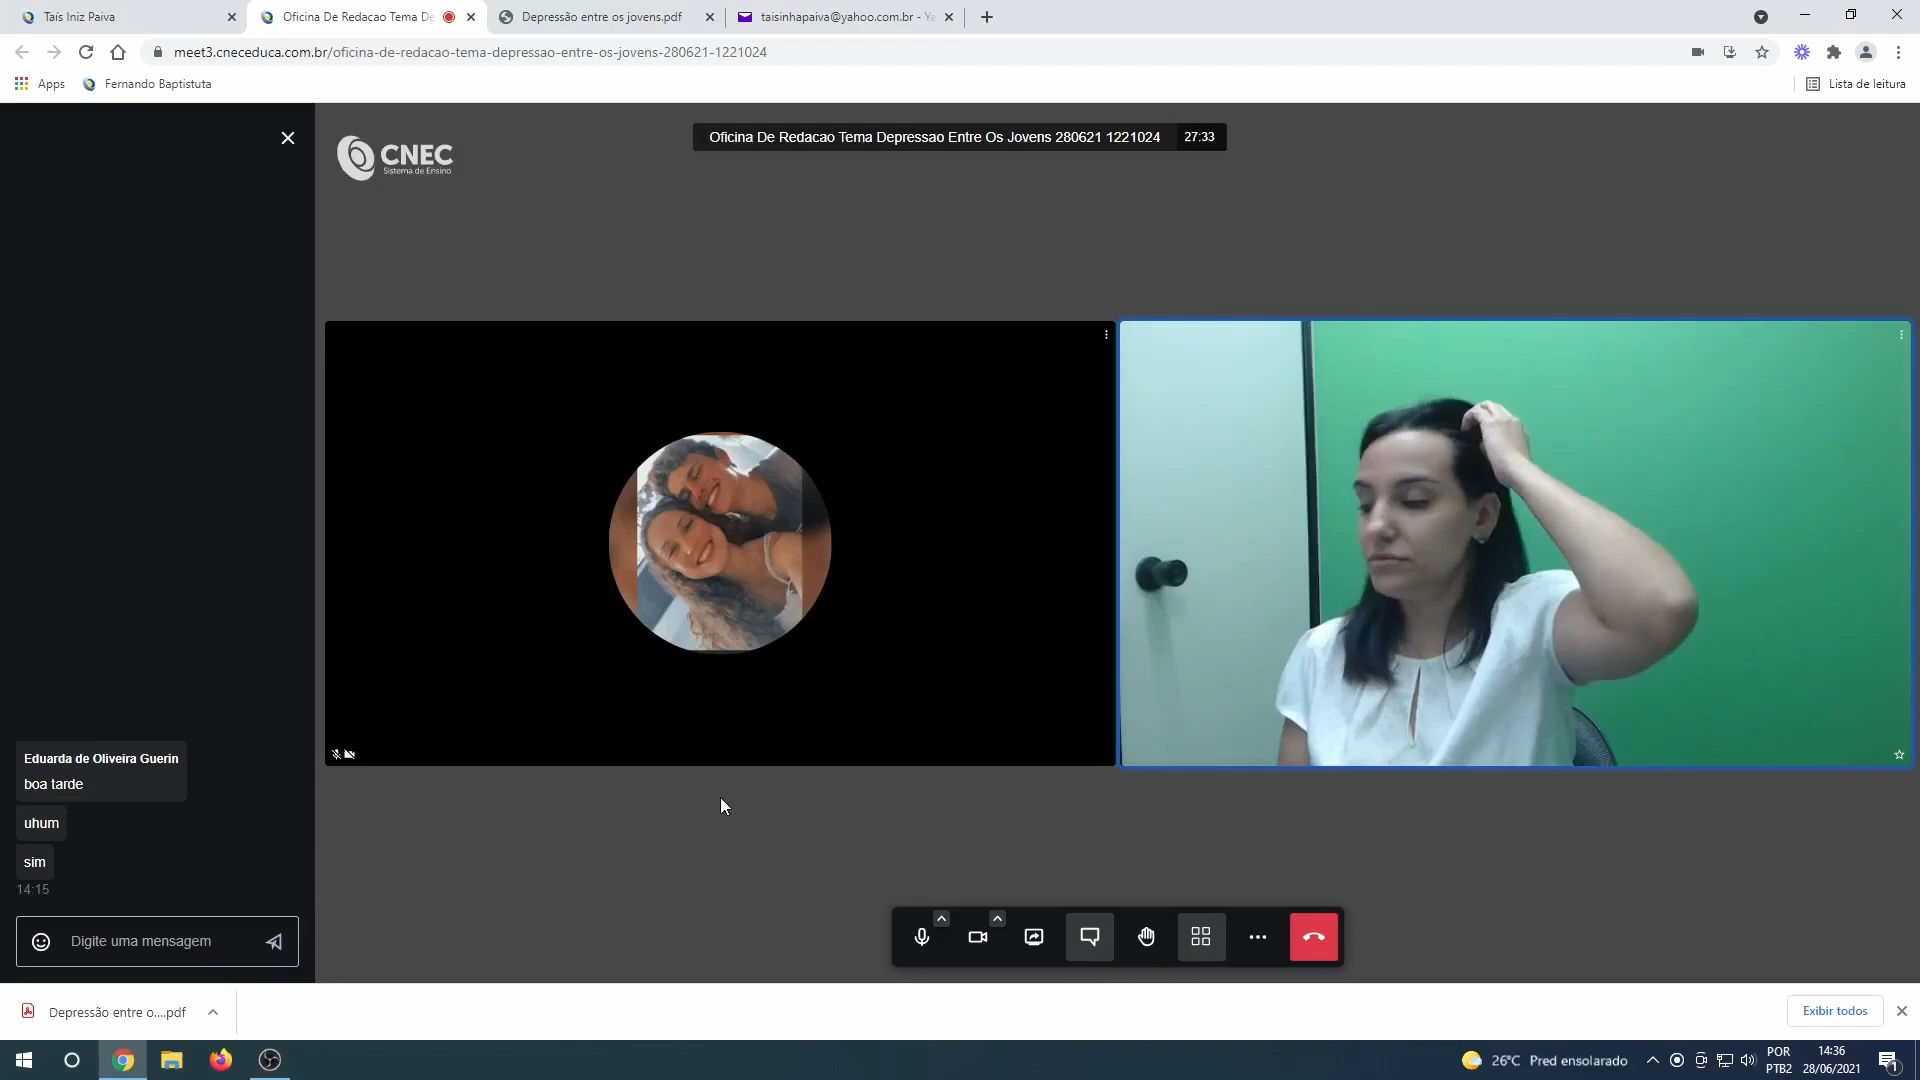 Taís Iniz Paiva
Oficina De Redacao Tema De
Depressão entre os jovens.pdf
taisinhapaiva@yahoo.com.br - Ya
meet3.cneceduca.com.br/oficina-de-redacao-tema-depressao-entre-os-jovens-280621-1221024
Apps
Fernando Baptistuta
Lista de leitura
CNEC
Sistema de Ensino
Oficina De Redacao Tema Depressao Entre Os Jovens 280621 1221024 27:33
Eduarda de Oliveira Guerin
boa tarde
uhum
sim
14:15
Digite uma mensagem
Depressão entre o....pdf
Exibir todos
26°C Pred ensolarado
POR
PTB2
14:36
28/06/2021
1